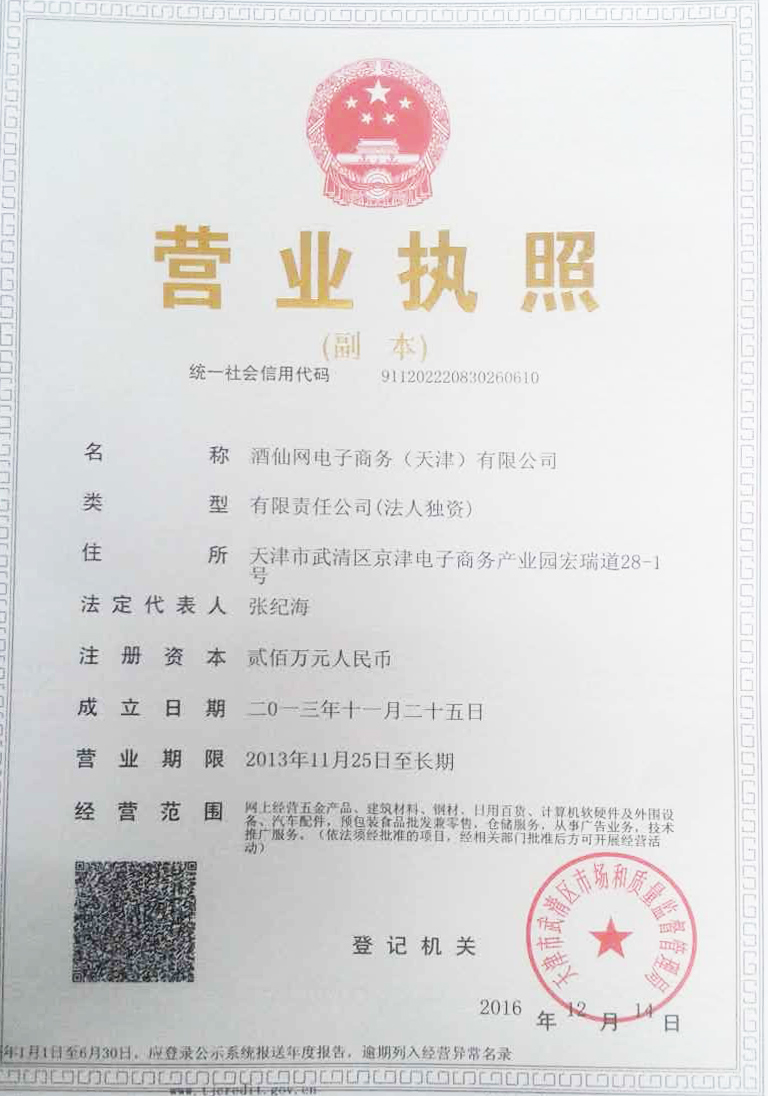 营业执照
(副 本)
统一社会信用代码 911202220830260610
名称 酒仙网电子商务（天津）有限公司
类型 有限责任公司(法人独资)
住所 天津市武清区京津电子商务产业园宏瑞道28-1
号
法定代表人 张纪海
注册资本 贰佰万元人民币
成立日期 二0一三年十一月二十五日
营业期限 2013年11月25日至长期
经营范围 网上经营五金产品、建筑材料、钢材、日用百货、计算机软硬件及外围设
备、汽车配件，预包装食品批发兼零售，仓储服务，从事广告业务，技术
推广服务。（依法须经批准的项目，经相关部门批准后方可开展经营活
动）
天津市武清区市场和质量监督管理局
登记机关
2016年12月14日
年1月1日至6月30日，应登录公示系统报送年度报告，逾期列入经营异常名录
www.tjcredit.gov.cn